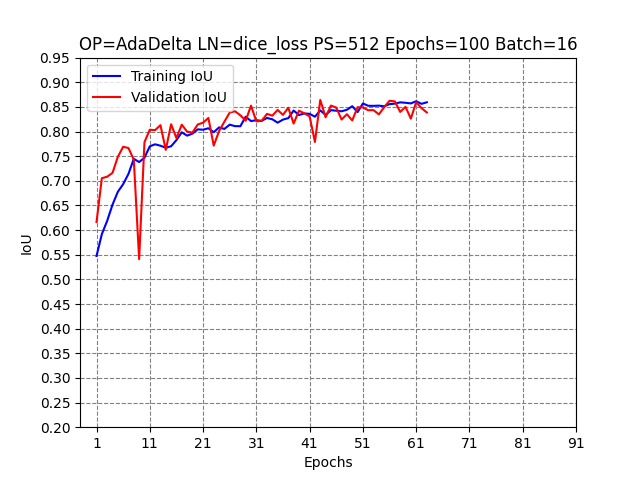 OP=AdaDelta LN=dice_loss PS=512 Epochs=100 Batch=16
Training IoU
Validation IoU
0.95
0.90
0.85
0.80
0.75
0.70
0.65
0.60
0.55
0.50
0.45
0.40
0.35
0.30
0.25
0.20
IoU
1 11 21 31 41 51 61 71 81 91
Epochs